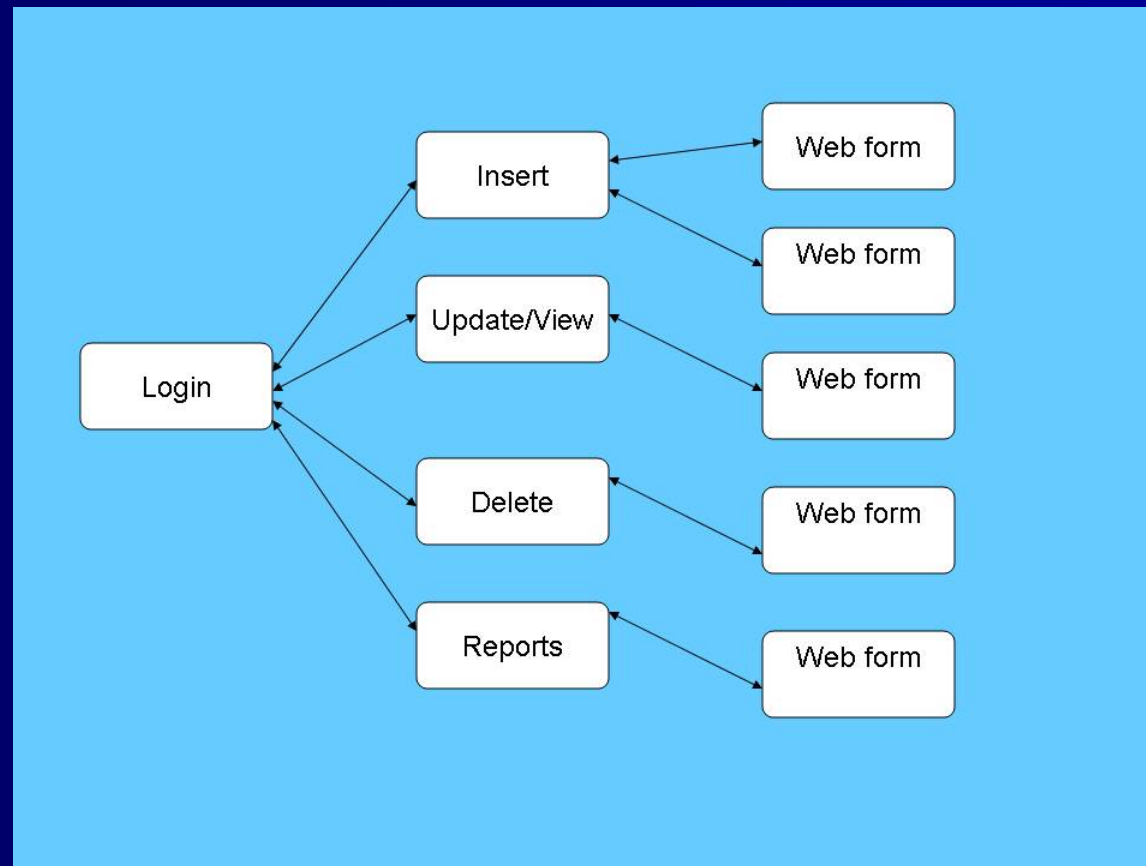 Web form
Insert
Web form
Update/View
Web form
Login
Delete
Web form
Reports
Web form